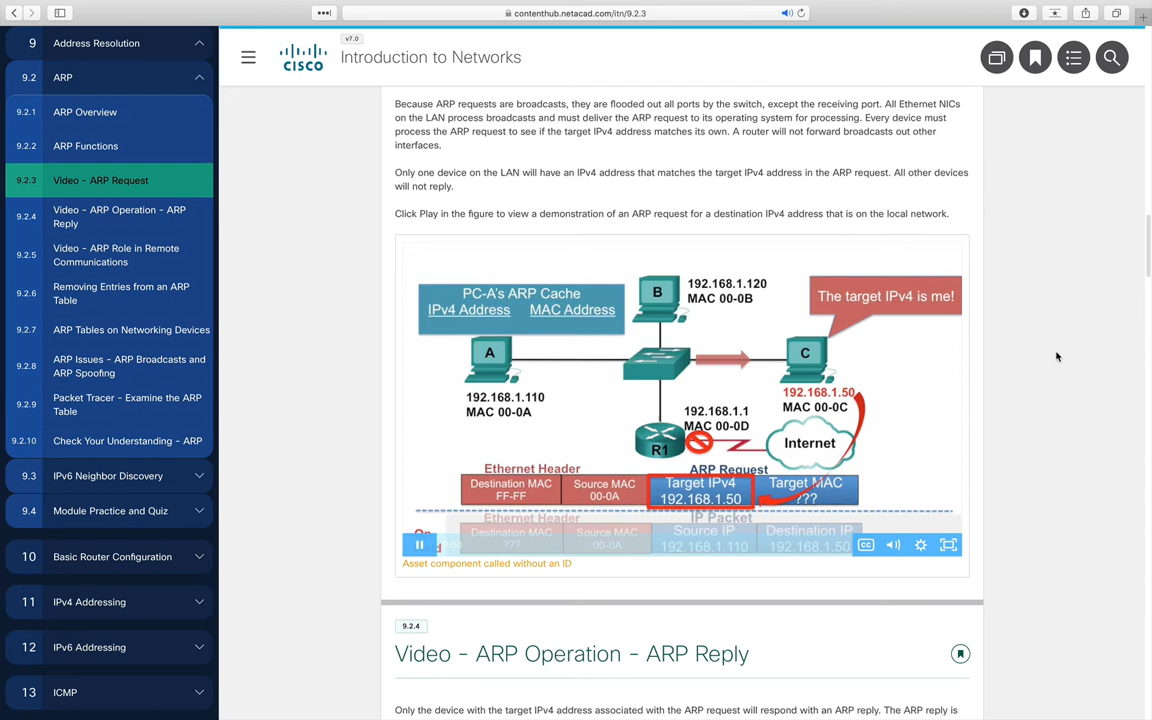 contenthub.netacad.com/itn/9.2.3
9 Address Resolution
9.2 ARP
9.2.1 ARP Overview
9.2.2 ARP Functions
9.2.3 Video - ARP Request
9.2.4 Video - ARP Operation - ARP
Reply
9.2.5 Video - ARP Role in Remote
Communications
9.2.6 Removing Entries from an ARP
Table
9.2.7 ARP Tables on Networking Devices
9.2.8 ARP Issues - ARP Broadcasts and
ARP Spoofing
9.2.9 Packet Tracer - Examine the ARP
Table
9.2.10 Check Your Understanding - ARP
9.3 IPv6 Neighbor Discovery
9.4 Module Practice and Quiz
10 Basic Router Configuration
11 IPv4 Addressing
12 IPv6 Addressing
13 ICMP
v7.0
CISCO Introduction to Networks
Because ARP requests are broadcasts, they are flooded out all ports by the switch, except the receiving port. All Ethernet NICs
on the LAN process broadcasts and must deliver the ARP request to its operating system for processing. Every device must
process the ARP request to see if the target IPv4 address matches its own. A router will not forward broadcasts out other
interfaces.
Only one device on the LAN will have an IPv4 address that matches the target IPv4 address in the ARP request. All other devices
will not reply.
Click Play in the figure to view a demonstration of an ARP request for a destination IPv4 address that is on the local network.
PC-A's ARP Cache
IPv4 Address MAC Address
B
192.168.1.120
MAC 00-0B
The target IPv4 is me!
A
C
192.168.1.110
MAC 00-0A
192.168.1.50
MAC 00-0C
192.168.1.1
MAC 00-0D
R1
Internet
Ethernet Header ARP Request
Destination MAC
FF-FF
Source MAC
00-0A
Target IPv4
192.168.1.50
Target MAC
???
Ethernet Header IP Packet
Destination MAC
???
Source MAC
00-0A
Source IP
192.168.1.110
Destination IP
192.168.1.50
CC
Asset component called without an ID
9.2.4
Video - ARP Operation - ARP Reply
Only the device with the target IPv4 address associated with the ARP request will respond with an ARP reply. The ARP reply is